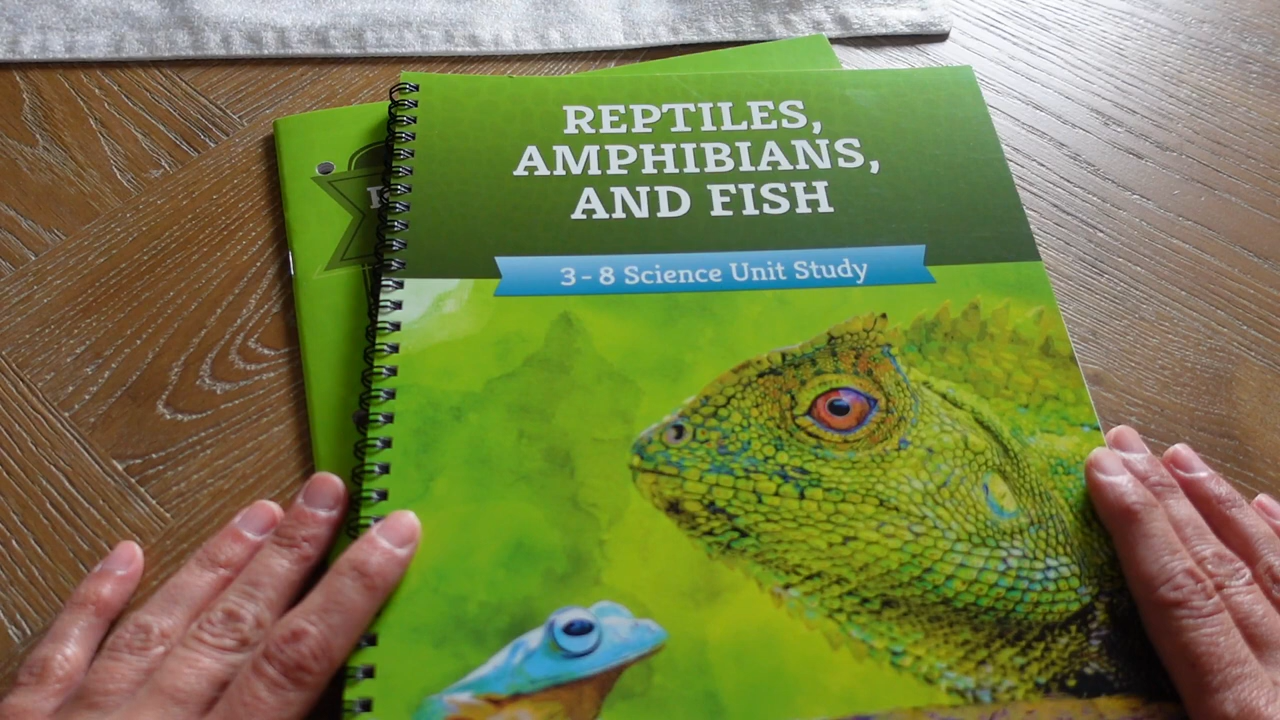 REPTILES,
AMPHIBIANS,
AND FISH
3-8 Science Unit Study